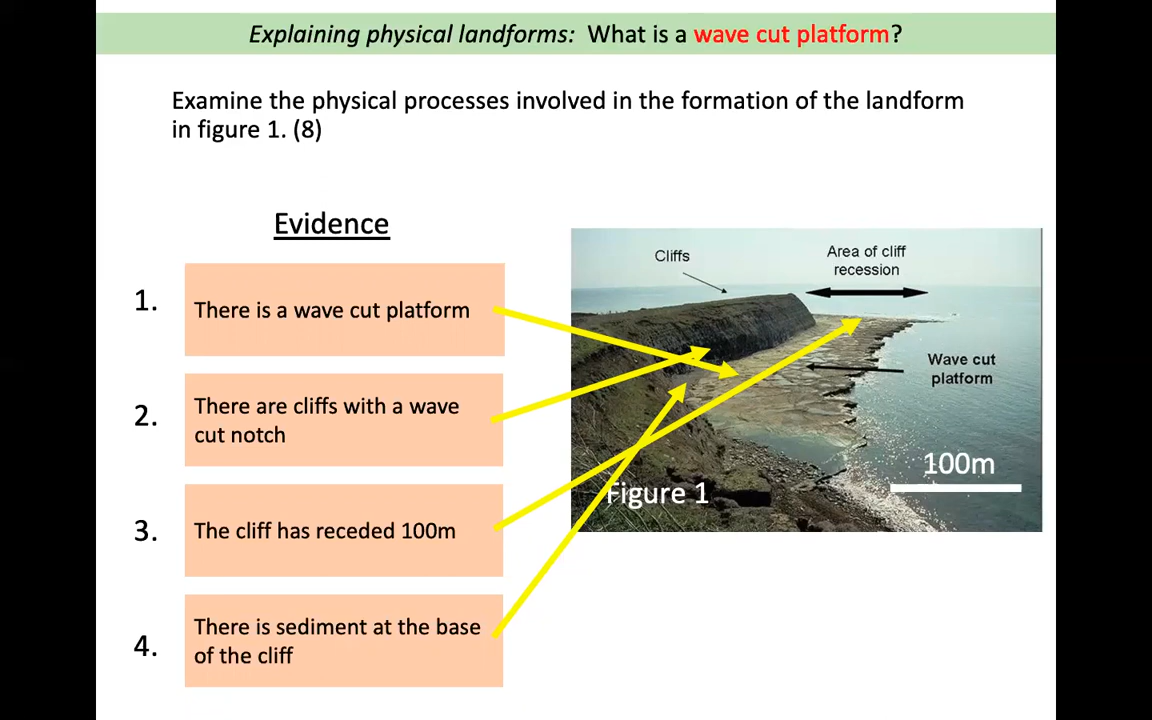 Explaining physical landforms: What is a wave cut platform?
Examine the physical processes involved in the formation of the landform
in figure 1. (8)
Evidence
1.
There is a wave cut platform
2.
There are cliffs with a wave
cut notch
3.
The cliff has receded 100m
4.
There is sediment at the base
of the cliff
Cliffs
Area of cliff
recession
Wave cut
platform
100m
Figure 1